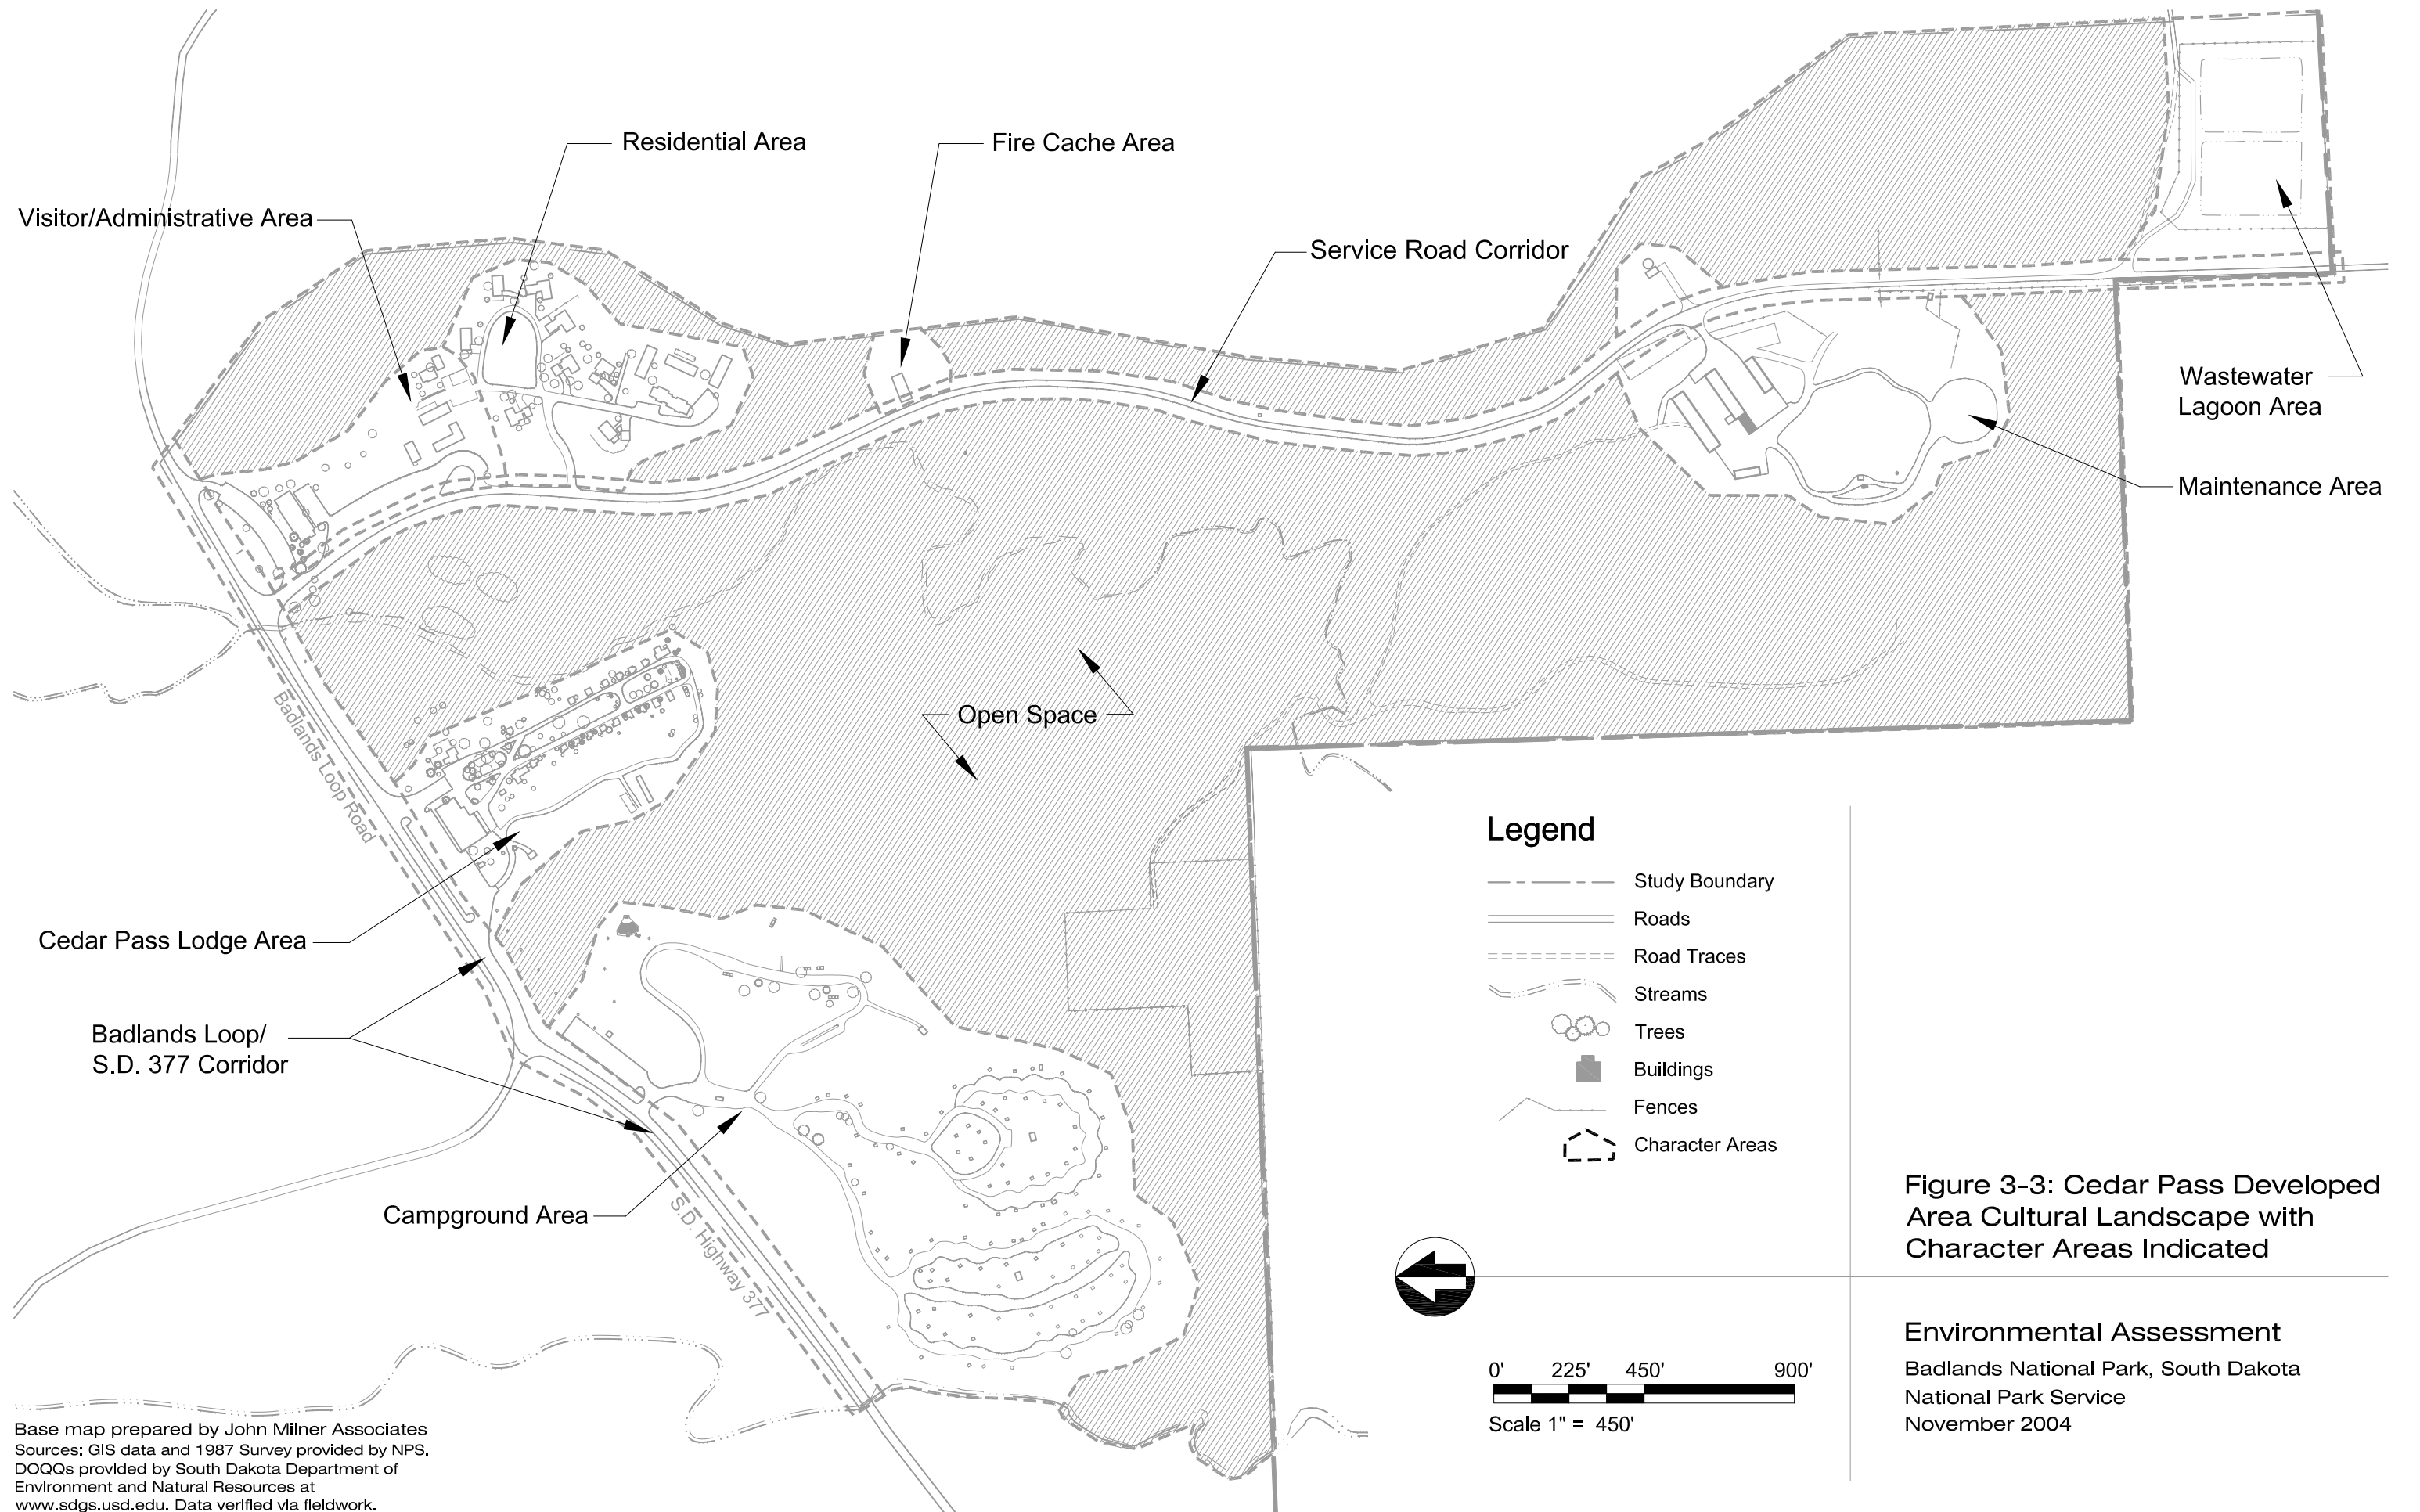 Residential Area
Fire Cache Area
Visitor/Administrative Area
Service Road Corridor
Wastewater
Lagoon Area
Maintenance Area
Open Space
Badlands Loop Road
Cedar Pass Lodge Area
Badlands Loop/
S.D. 377 Corridor
Campground Area
S.D. Highway 377
Legend
Study Boundary
Roads
Road Traces
Streams
Trees
Buildings
Fences
Character Areas
Figure 3-3: Cedar Pass Developed
Area Cultural Landscape with
Character Areas Indicated
0' 225' 450' 900'
Scale 1" = 450'
Environmental Assessment
Badlands National Park, South Dakota
National Park Service
November 2004
Base map prepared by John Milner Associates
Sources: GIS data and 1987 Survey provided by NPS.
DOQQs provided by South Dakota Department of
Environment and Natural Resources at
www.sdgs.usd.edu. Data verified via fieldwork.